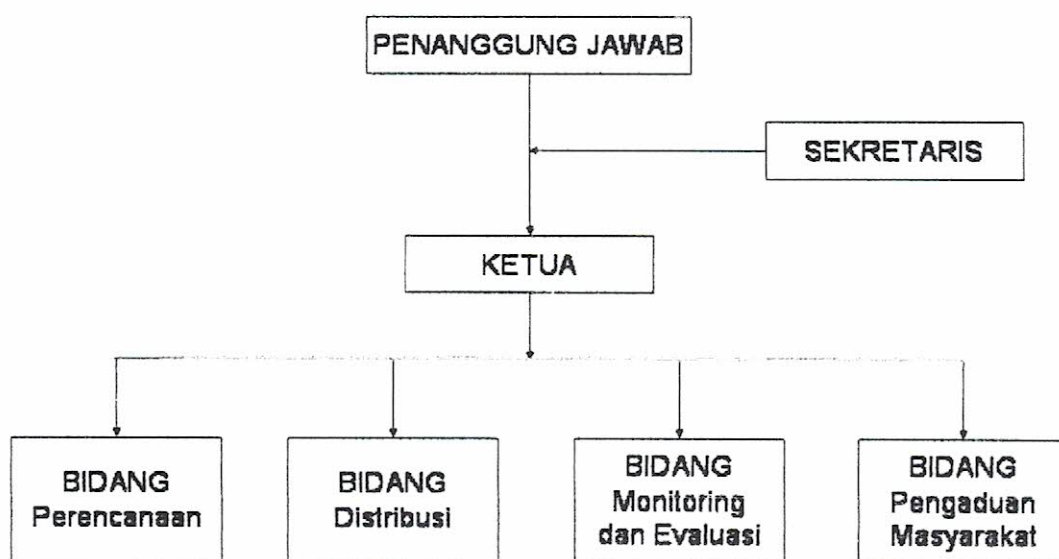 PENANGGUNG JAWAB
SEKRETARIS
KETUA
BIDANG
Perencanaan
BIDANG
Distribusi
BIDANG
Monitoring
dan Evaluasi
BIDANG
Pengaduan
Masyarakat